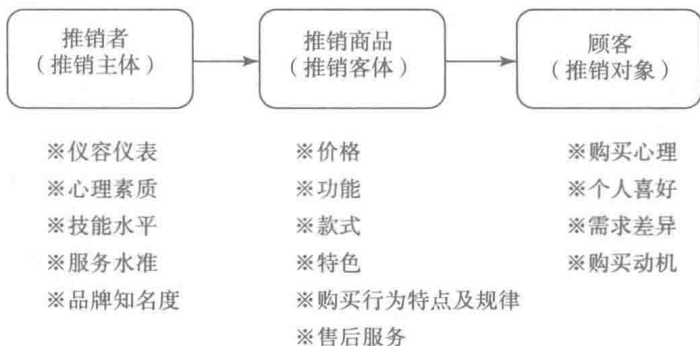 推销者
（推销主体）
推销商品
（推销客体）
顾客
（推销对象）
※仪容仪表
※心理素质
※技能水平
※服务水准
※品牌知名度
※价格
※功能
※款式
※特色
※购买行为特点及规律
※售后服务
※购买心理
※个人喜好
※需求差异
※购买动机